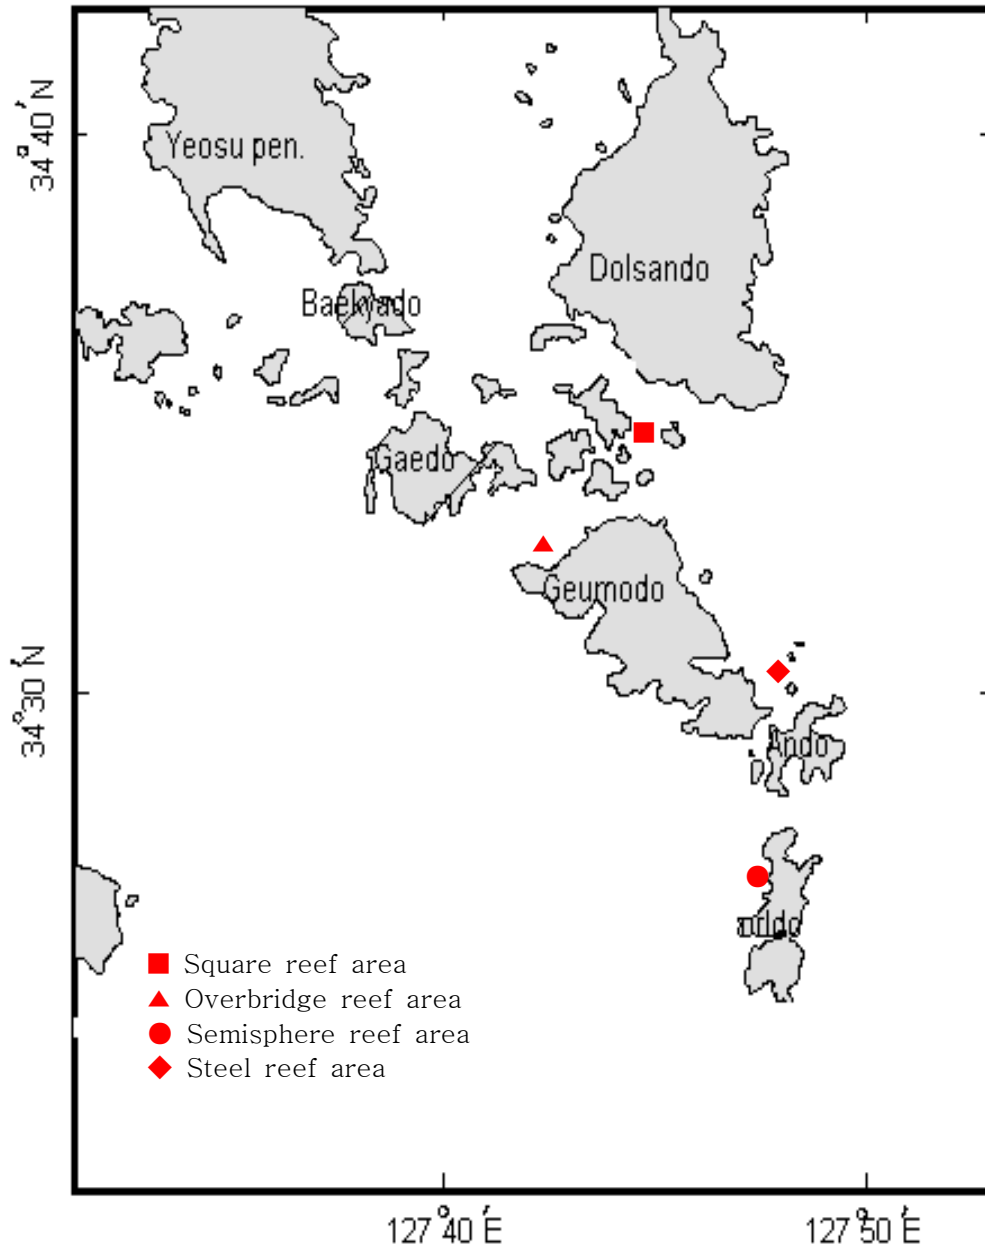 34°40′N
Yeosu pen.
Dolsando
Baekyado
Gaedo
Geumodo
34°30′N
Ando
Square reef area
Overbridge reef area
Semisphere reef area
Steel reef area
127°40′E
127°50′E